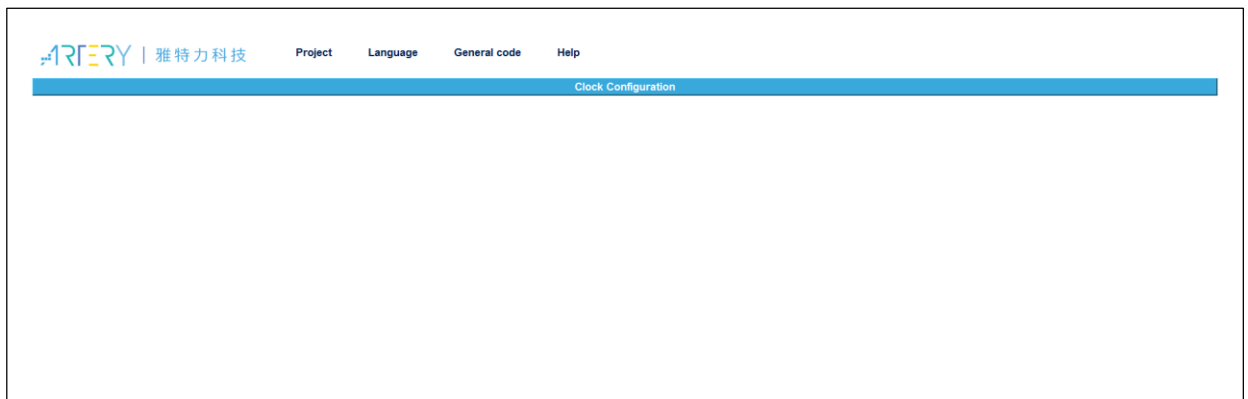 ARTERY | 雅特力科技 Project Language General code Help
Clock Configuration